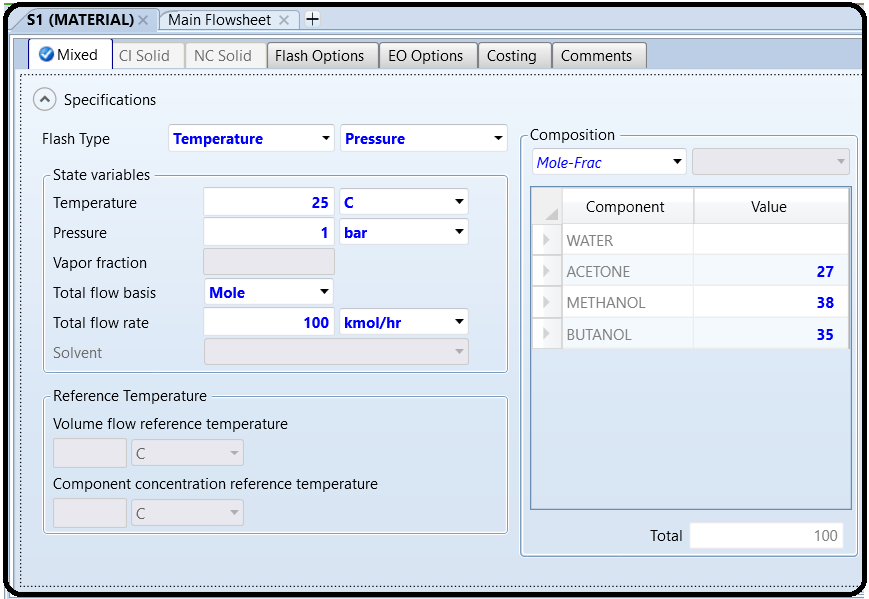 S1 (MATERIAL) Main Flowsheet
Mixed CI Solid NC Solid Flash Options EO Options Costing Comments
Specifications
Flash Type Temperature Pressure
State variables
Temperature 25 C
Pressure 1 bar
Vapor fraction
Total flow basis Mole
Total flow rate 100 kmol/hr
Solvent
Reference Temperature
Volume flow reference temperature
C
Component concentration reference temperature
C
Composition
Mole-Frac
Component Value
WATER
ACETONE 27
METHANOL 38
BUTANOL 35
Total 100